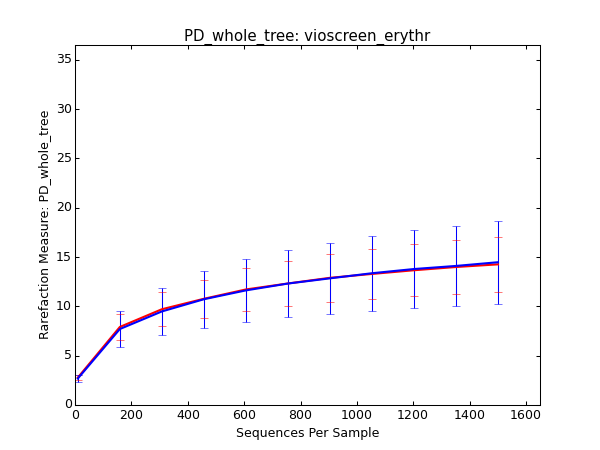 PD_whole_tree: vioscreen_erythr
Rarefaction Measure: PD_whole_tree
35
30
25
20
15
10
5
0
0 200 400 600 800 1000 1200 1400 1600
Sequences Per Sample